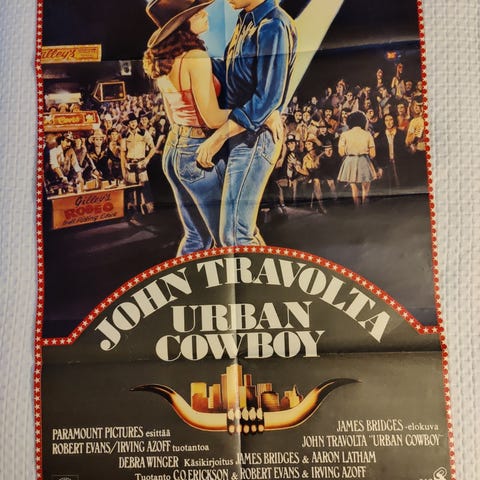 Gilley's
Coors
Gilley's
RODEO
JOHN TRAVOLTA
URBAN
COWBOY
PARAMOUNT PICTURES esittää
ROBERT EVANS/IRVING AZOFF tuotantoa
DEBRA WINGER Käsikirjoitus JAMES BRIDGES & AARON LATHAM
Tuotanto C.O. ERICKSON & ROBERT EVANS & IRVING AZOFF
JAMES BRIDGES -elokuva
JOHN TRAVOLTA "URBAN COWBOY"